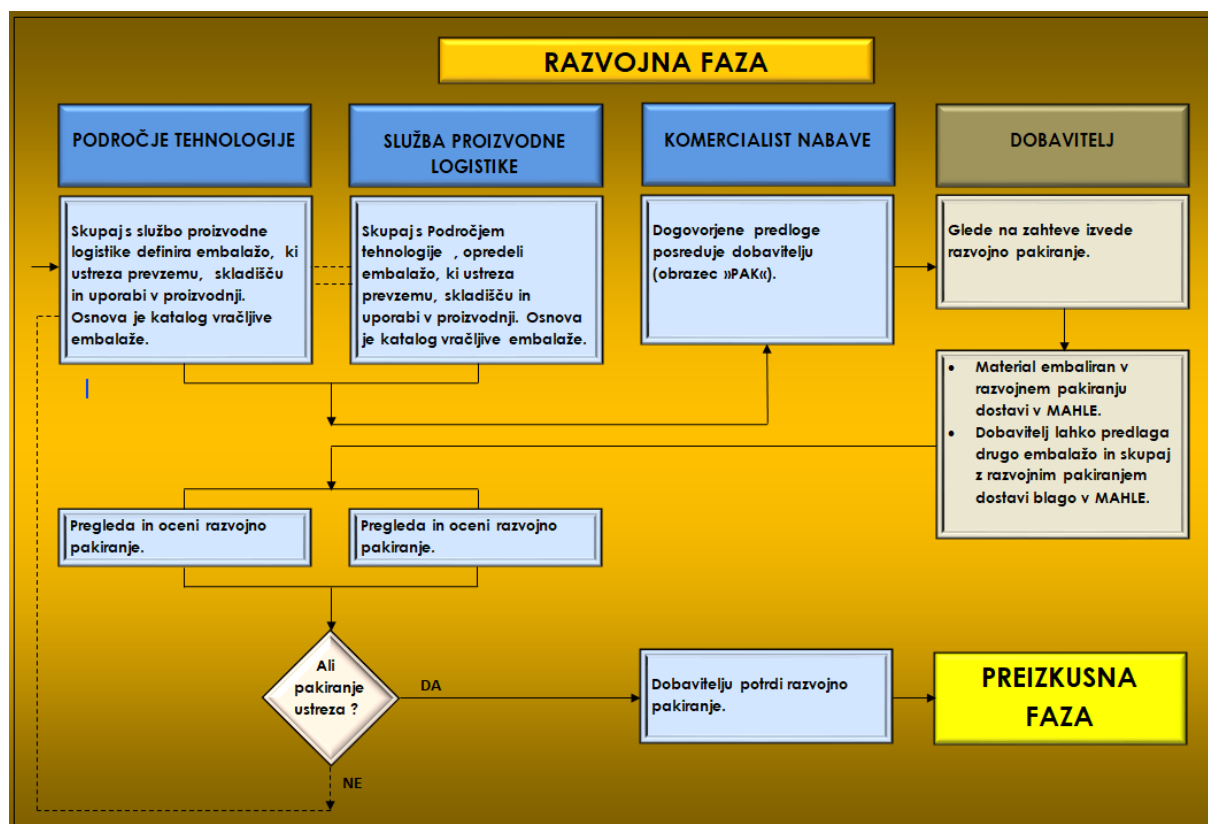 RAZVOJNA FAZA
PODROČJE TEHNOLOGIJE
SLUŽBA PROIZVODNE
LOGISTIKE
KOMERCIALIST NABAVE
DOBAVITELJ
Skupaj s službo proizvodne
logistike definira embalažo, ki
ustreza prevzemu, skladišču
in uporabi v proizvodnji.
Osnova je katalog vračljive
embalaže.
Skupaj s Področjem
tehnologije , opredeli
embalažo, ki ustreza
prevzemu, skladišču in
uporabi v proizvodnji. Osnova
je katalog vračljive embalaže.
Dogovorjene predloge
posreduje dobavitelju
(obrazec »PAK«).
Glede na zahteve izvede
razvojno pakiranje.
• Material embaliran v
razvojnem pakiranju
dostavi v MAHLE.
• Dobavitelj lahko predlaga
drugo embalažo in skupaj
z razvojnim pakiranjem
dostavi blago v MAHLE.
Pregleda in oceni razvojno
pakiranje.
Pregleda in oceni razvojno
pakiranje.
Ali
pakiranje
ustreza ?
DA
NE
Dobavitelju potrdi razvojno
pakiranje.
PREIZKUSNA
FAZA